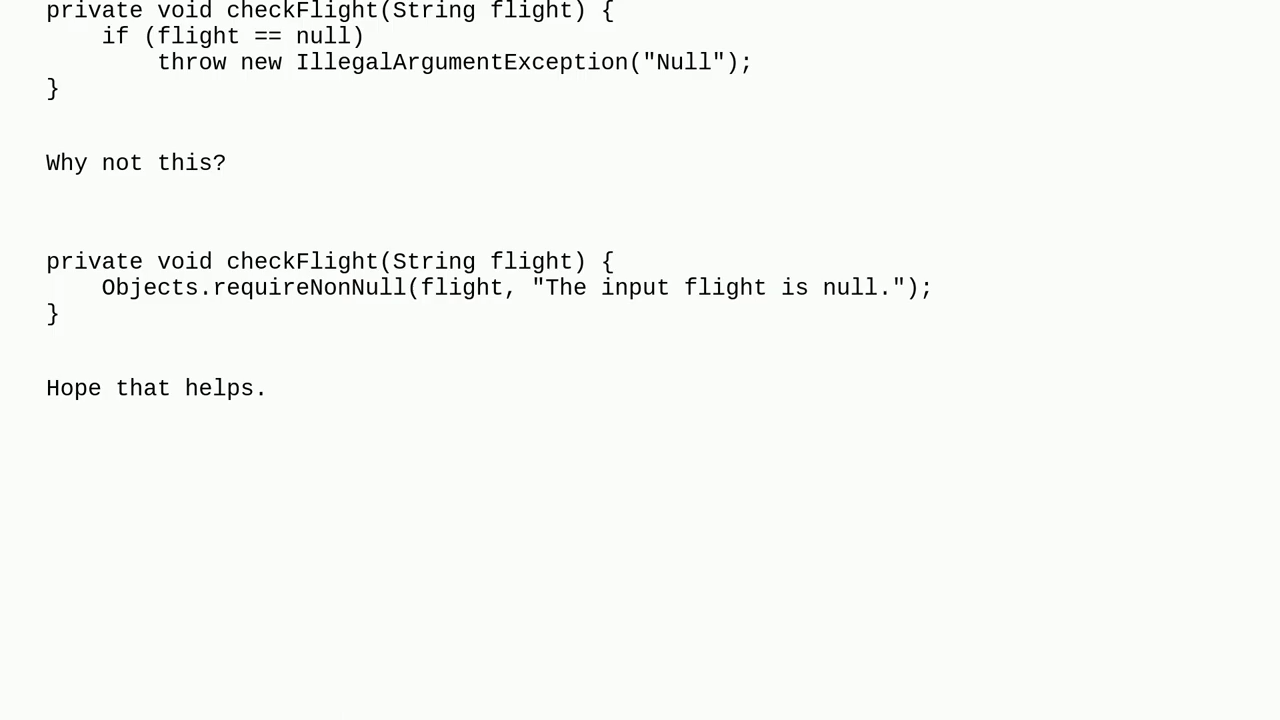 private void checkFlight(String flight) {
    if (flight == null)
        throw new IllegalArgumentException("Null");
}
Why not this?
private void checkFlight(String flight) {
    Objects.requireNonNull(flight, "The input flight is null.");
}
Hope that helps.